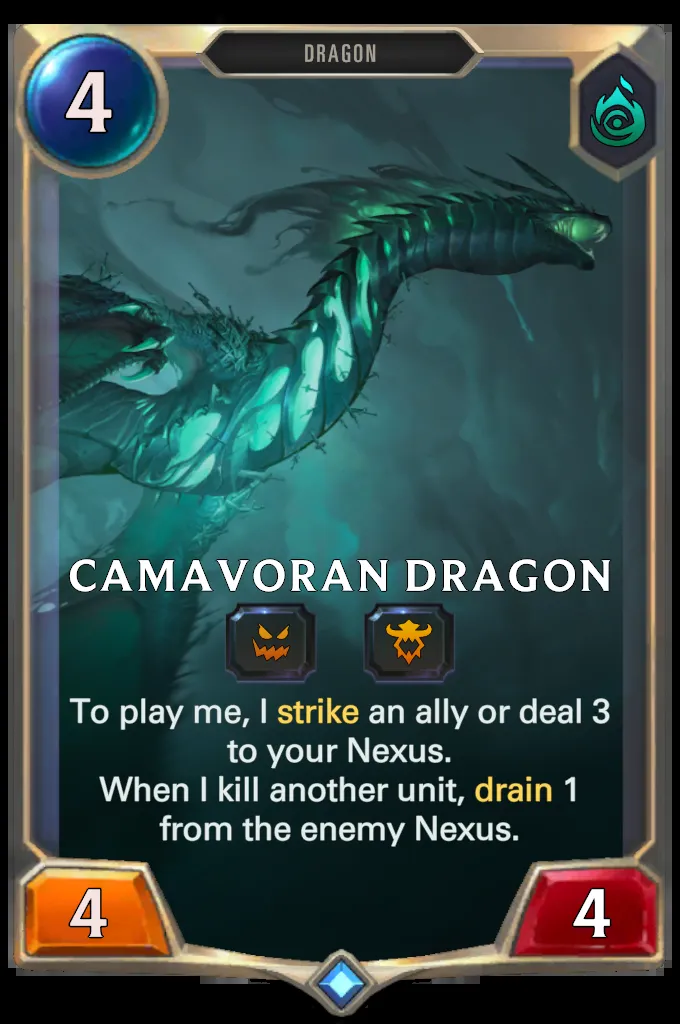 DRAGON
4
CAMAVORAN DRAGON
To play me, I strike an ally or deal 3
to your Nexus.
When I kill another unit, drain 1
from the enemy Nexus.
4
4